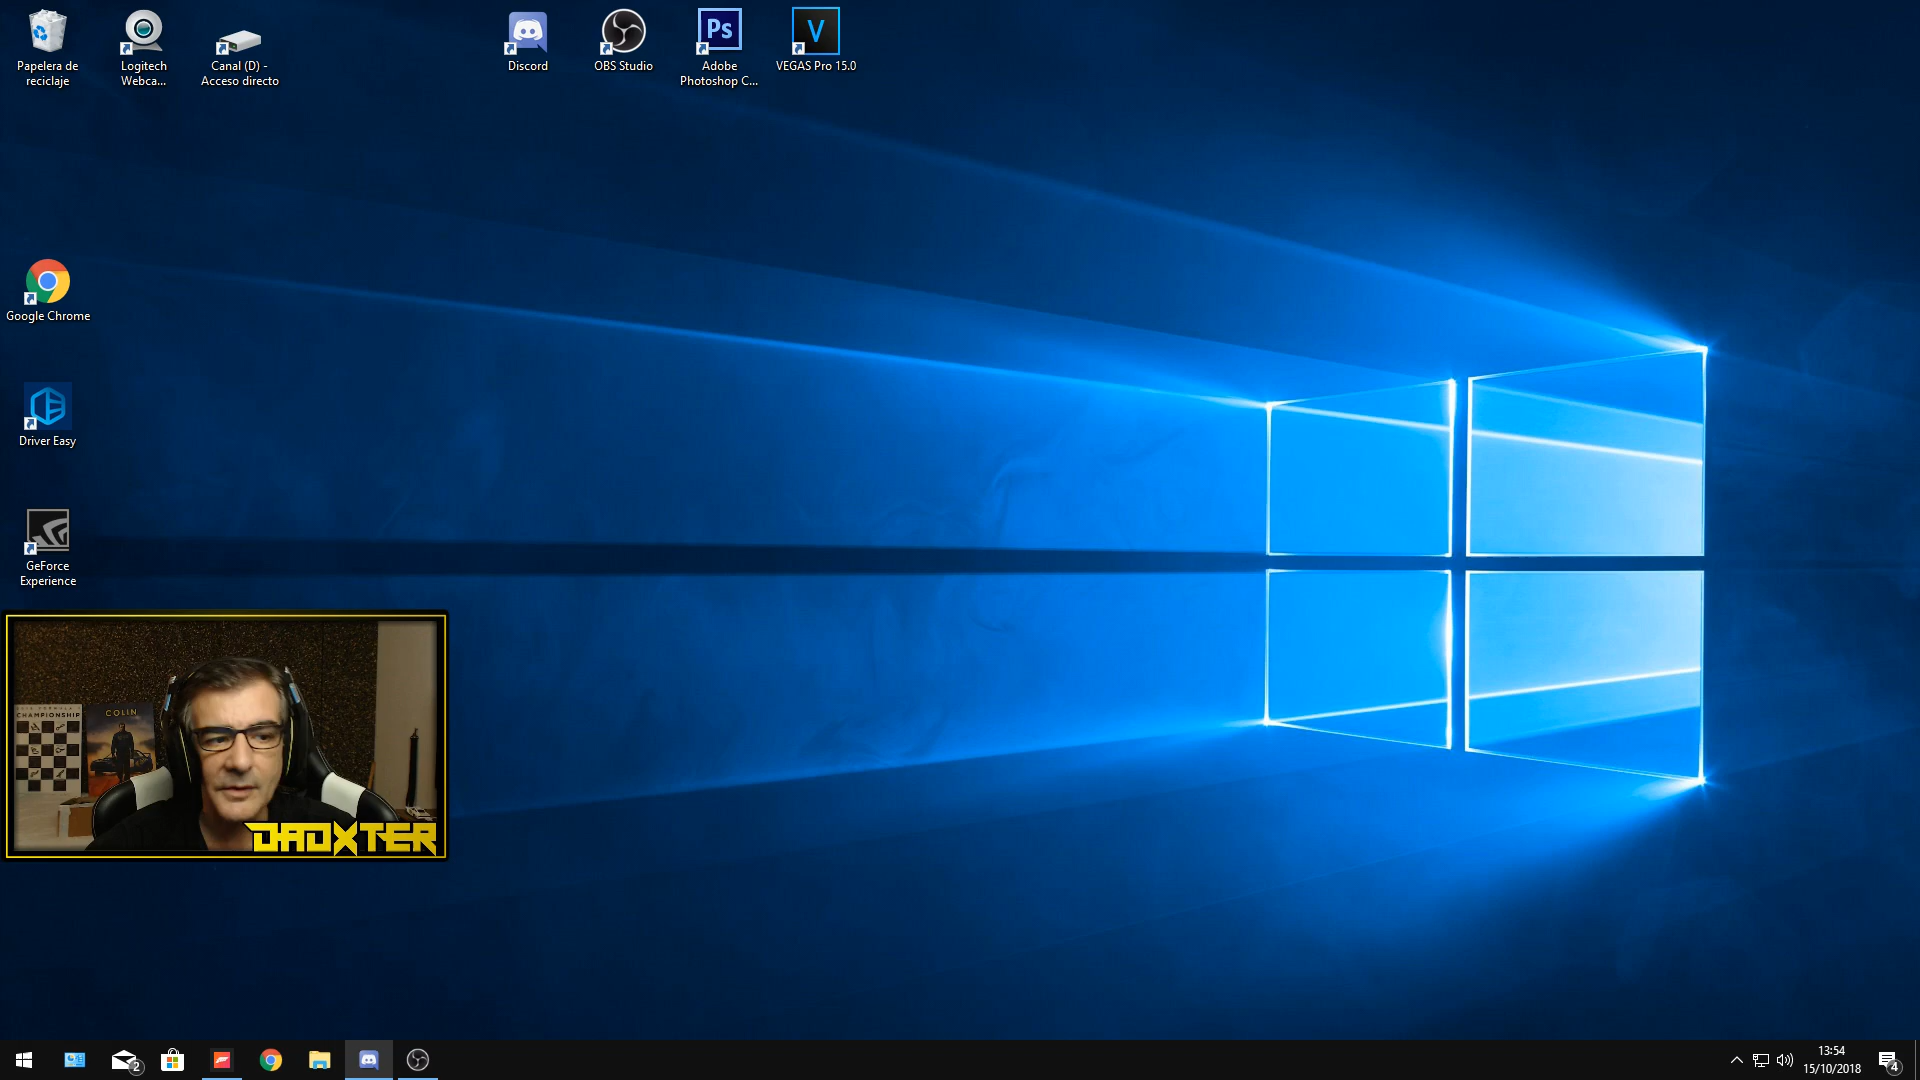 Papelera de
reciclaje
Logitech
Webca...
Canal (D) -
Acceso directo
Discord
OBS Studio
Ps
Adobe
Photoshop C...
V
VEGAS Pro 15.0
Google Chrome
Driver Easy
GeForce
Experience
CHAMPIONSHIP
COLIN
DADXTER
2
13:54
15/10/2018
4